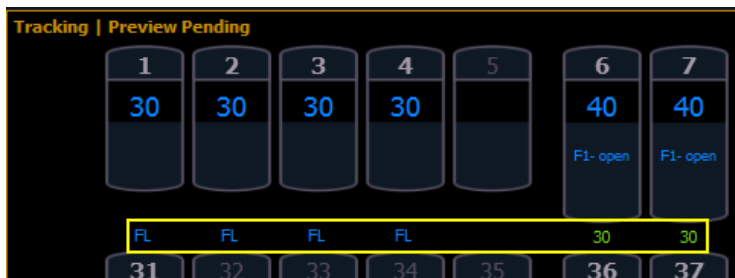 Tracking | Preview Pending
1 2 3 4 5 6 7
30 30 30 30 40 40
F1- open F1- open
FL FL FL FL 30 30
31 32 33 34 35 36 37